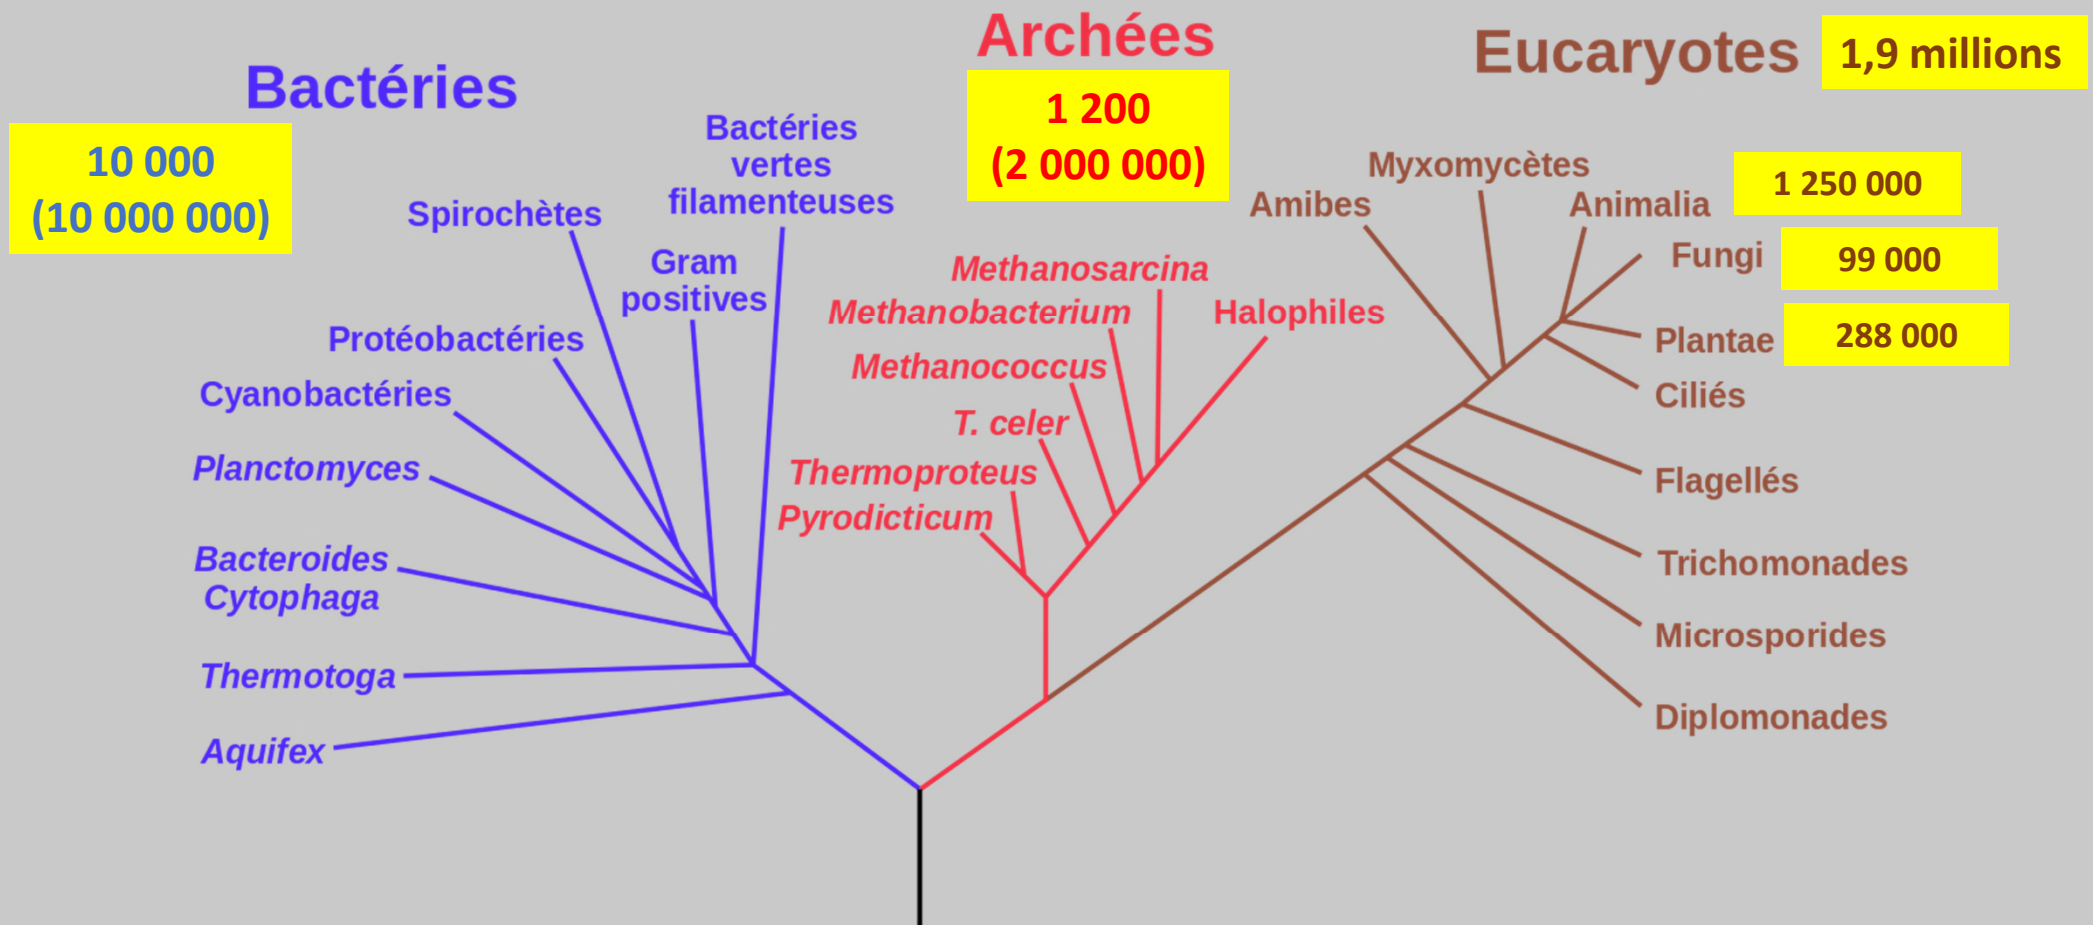 Bactéries
10 000
(10 000 000)
Bactéries
vertes
filamenteuses
Spirochètes
Gram
positives
Protéobactéries
Cyanobactéries
Planctomyces
Bacteroides
Cytophaga
Thermotoga
Aquifex
Archées
1 200
(2 000 000)
Methanosarcina
Methanobacterium
Halophiles
Methanococcus
T. celer
Thermoproteus
Pyrodicticum
Eucaryotes
1,9 millions
Myxomycètes
Amibes
Animalia
1 250 000
Fungi
99 000
Plantae
288 000
Ciliés
Flagellés
Trichomonades
Microsporides
Diplomonades